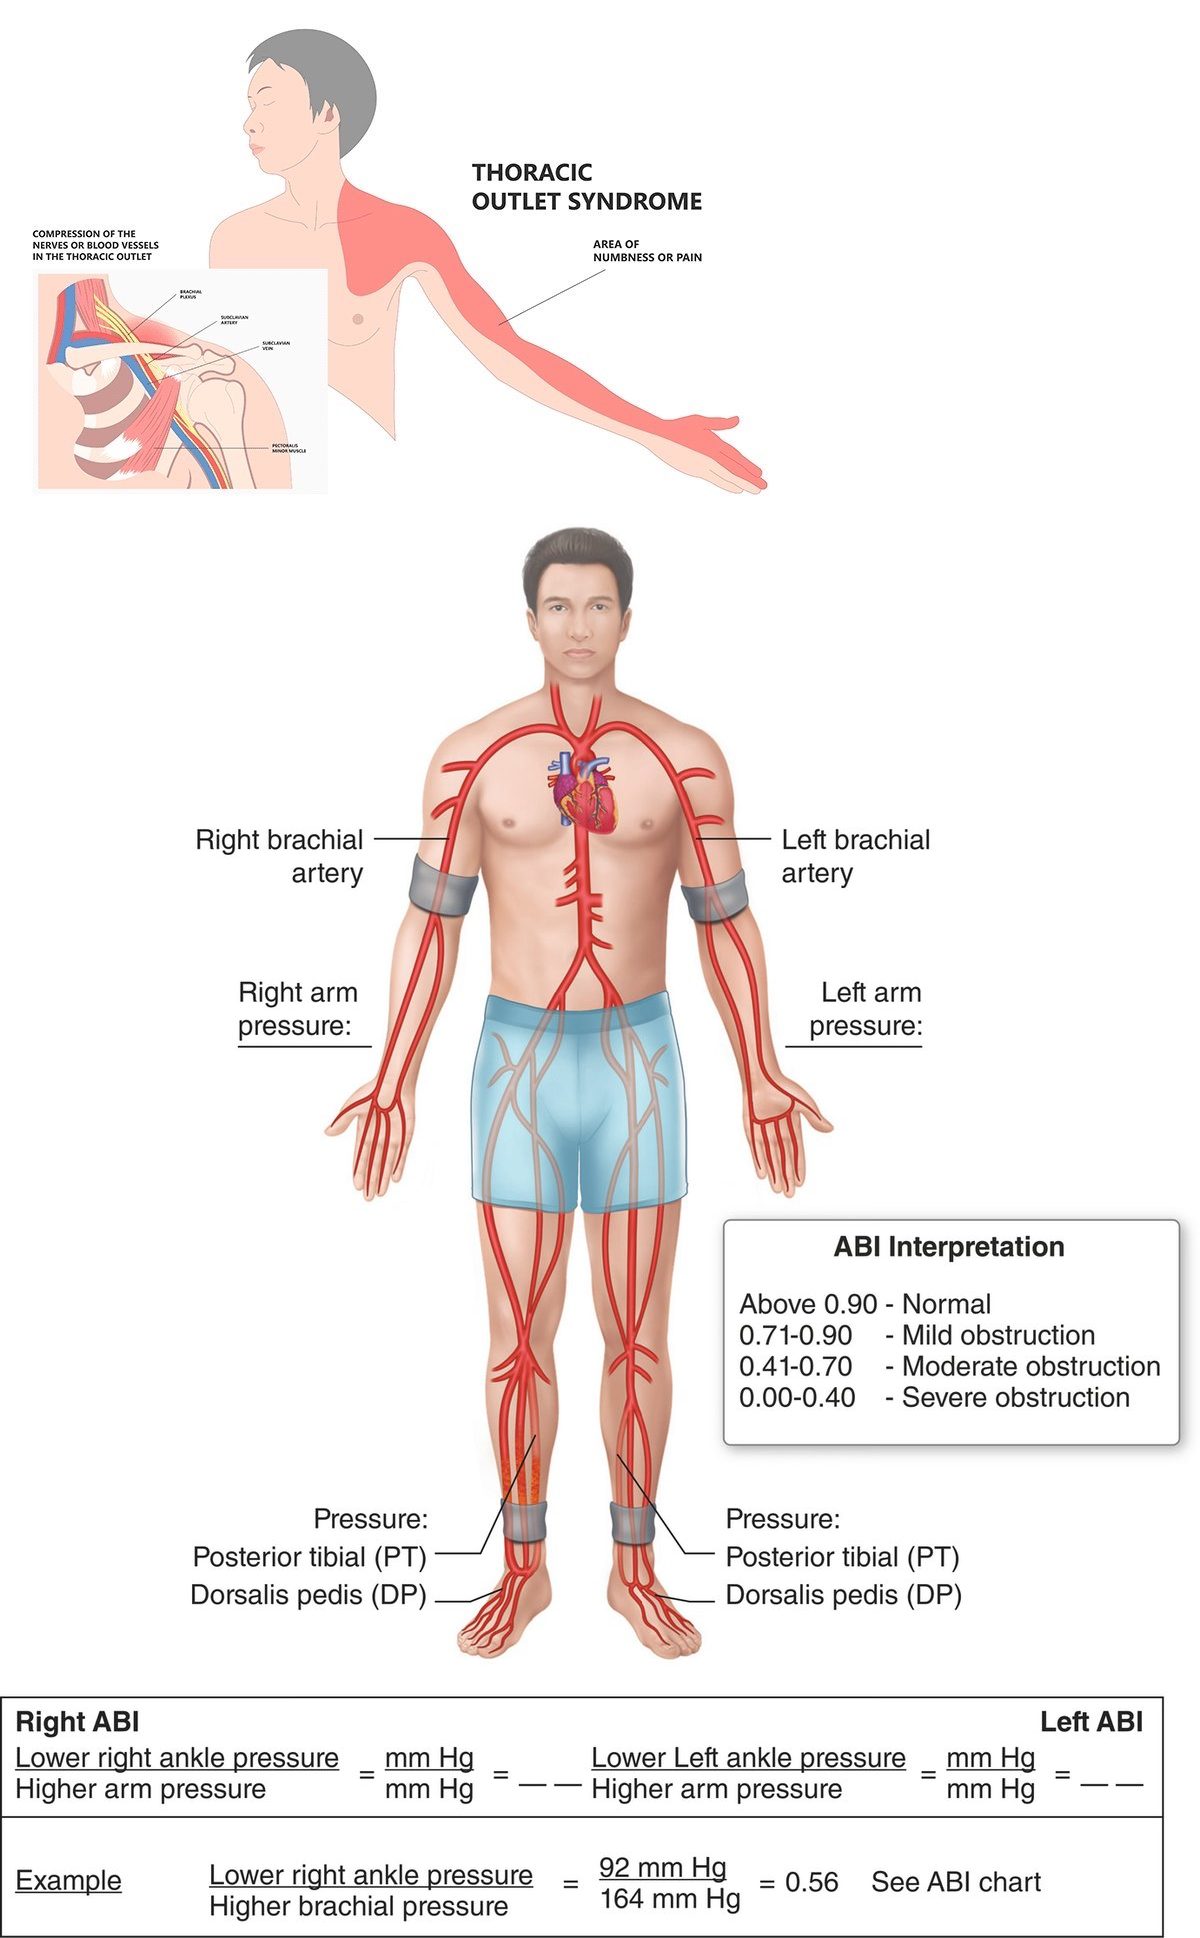 THORACIC
OUTLET SYNDROME
COMPRESSION OF THE
NERVES OR BLOOD VESSELS
IN THE THORACIC OUTLET
AREA OF
NUMBNESS OR PAIN
BRACHIAL
PLEXUS
SUBCLAVIAN
ARTERY
SUBCLAVIAN
VEIN
PECTORALIS
MINOR MUSCLE
Right brachial
artery
Left brachial
artery
Right arm
pressure:
Left arm
pressure:
ABI Interpretation
Above 0.90 - Normal
0.71-0.90 - Mild obstruction
0.41-0.70 - Moderate obstruction
0.00-0.40 - Severe obstruction
Pressure:
Posterior tibial (PT)
Dorsalis pedis (DP)
Pressure:
Posterior tibial (PT)
Dorsalis pedis (DP)
Right ABI Left ABI
Lower right ankle pressure = mm Hg = _ _ Lower Left ankle pressure = mm Hg = _ _
Higher arm pressure mm Hg Higher arm pressure mm Hg
Example Lower right ankle pressure = 92 mm Hg = 0.56 See ABI chart
Higher brachial pressure 164 mm Hg